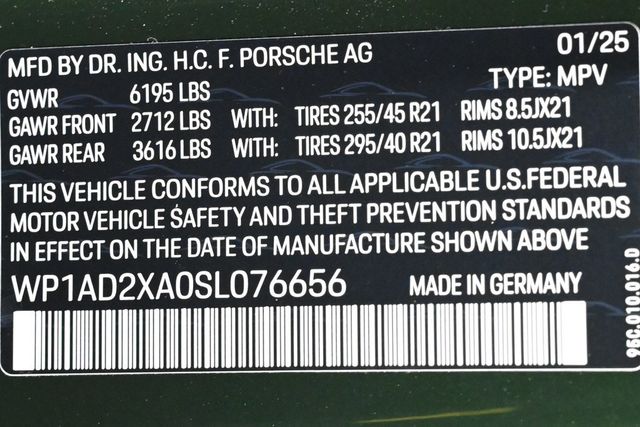 MFD BY DR. ING. H.C. F. PORSCHE AG 01/25
GVWR 6195 LBS TYPE: MPV
GAWR FRONT 2712 LBS WITH: TIRES 255/45 R21 RIMS 8.5JX21
GAWR REAR 3616 LBS WITH: TIRES 295/40 R21 RIMS 10.5JX21
THIS VEHICLE CONFORMS TO ALL APPLICABLE U.S.FEDERAL
MOTOR VEHICLE SAFETY AND THEFT PREVENTION STANDARDS
IN EFFECT ON THE DATE OF MANUFACTURE SHOWN ABOVE
WP1AD2XA0SL076656 MADE IN GERMANY
95C.010.016.D